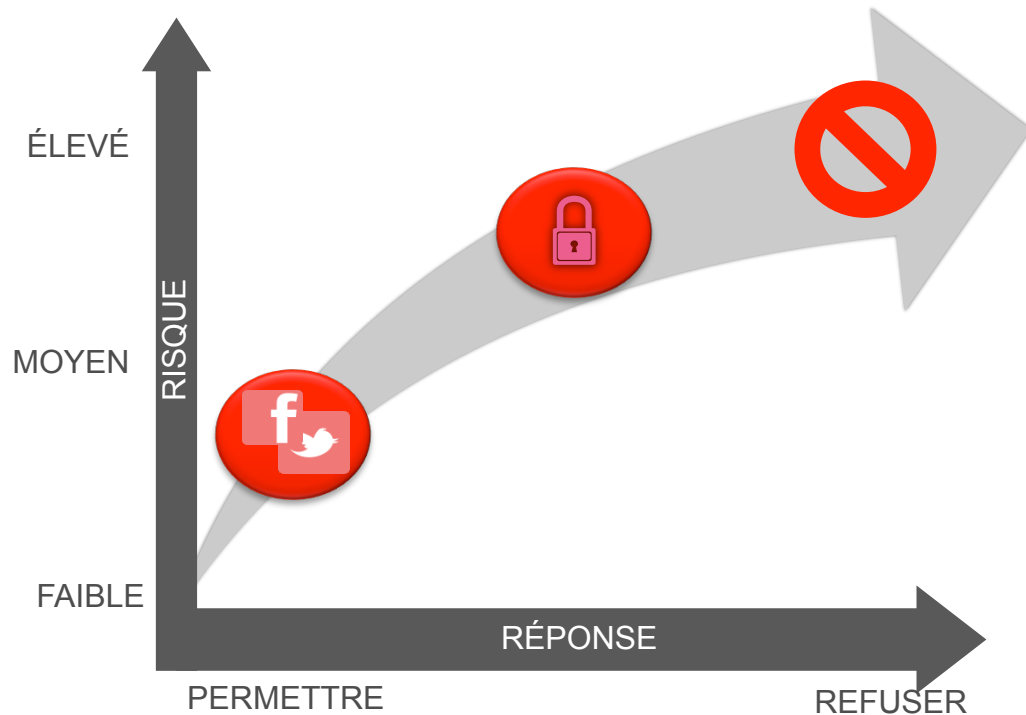 ÉLEVÉ
RISQUE
MOYEN
f
FAIBLE
RÉPONSE
PERMETTRE
REFUSER